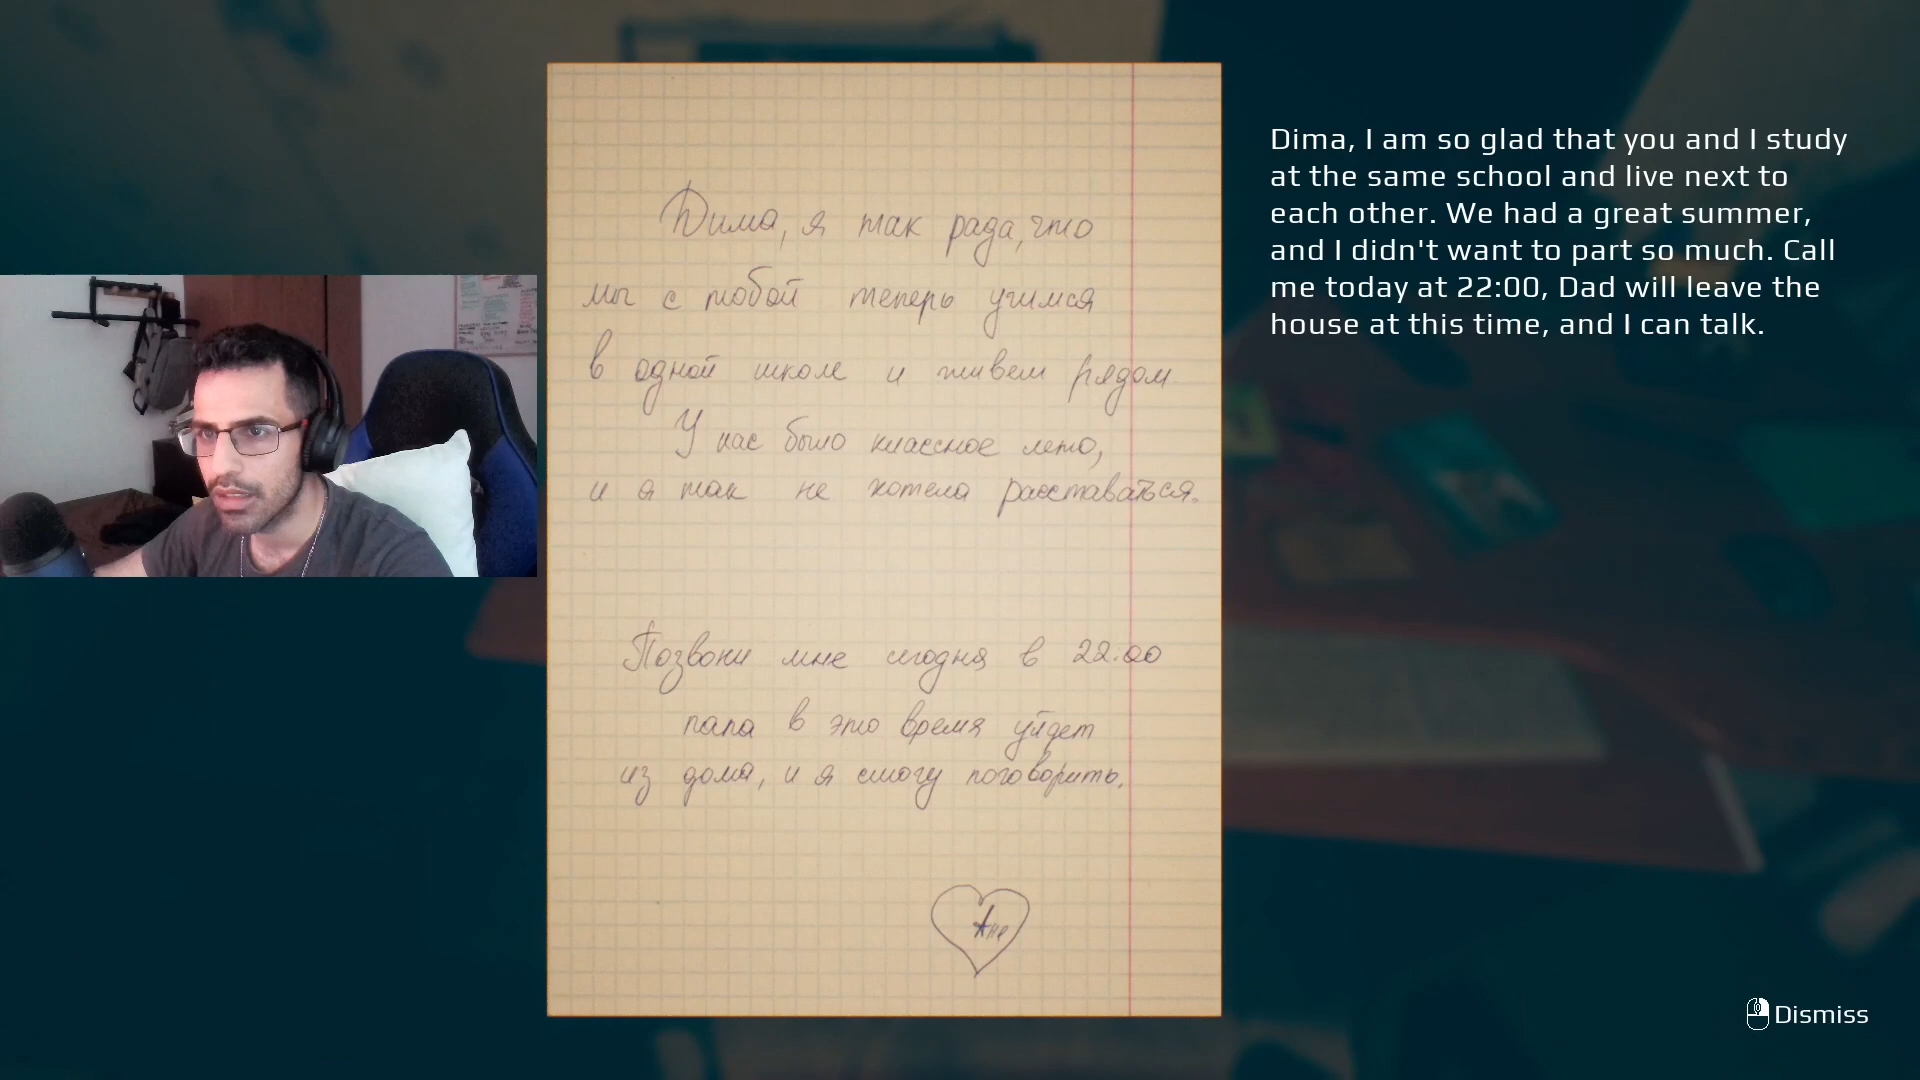 Дима, я так рада, что
мы с тобой теперь учимся
в одной школе и живем рядом
У нас было классное лето,
и я так не хотела расставаться.
Позвони мне сегодня в 22:00
папа в это время уйдет
из дома, и я смогу поговорить.
Dima, I am so glad that you and I study
at the same school and live next to
each other. We had a great summer,
and I didn't want to part so much. Call
me today at 22:00, Dad will leave the
house at this time, and I can talk.
Dismiss